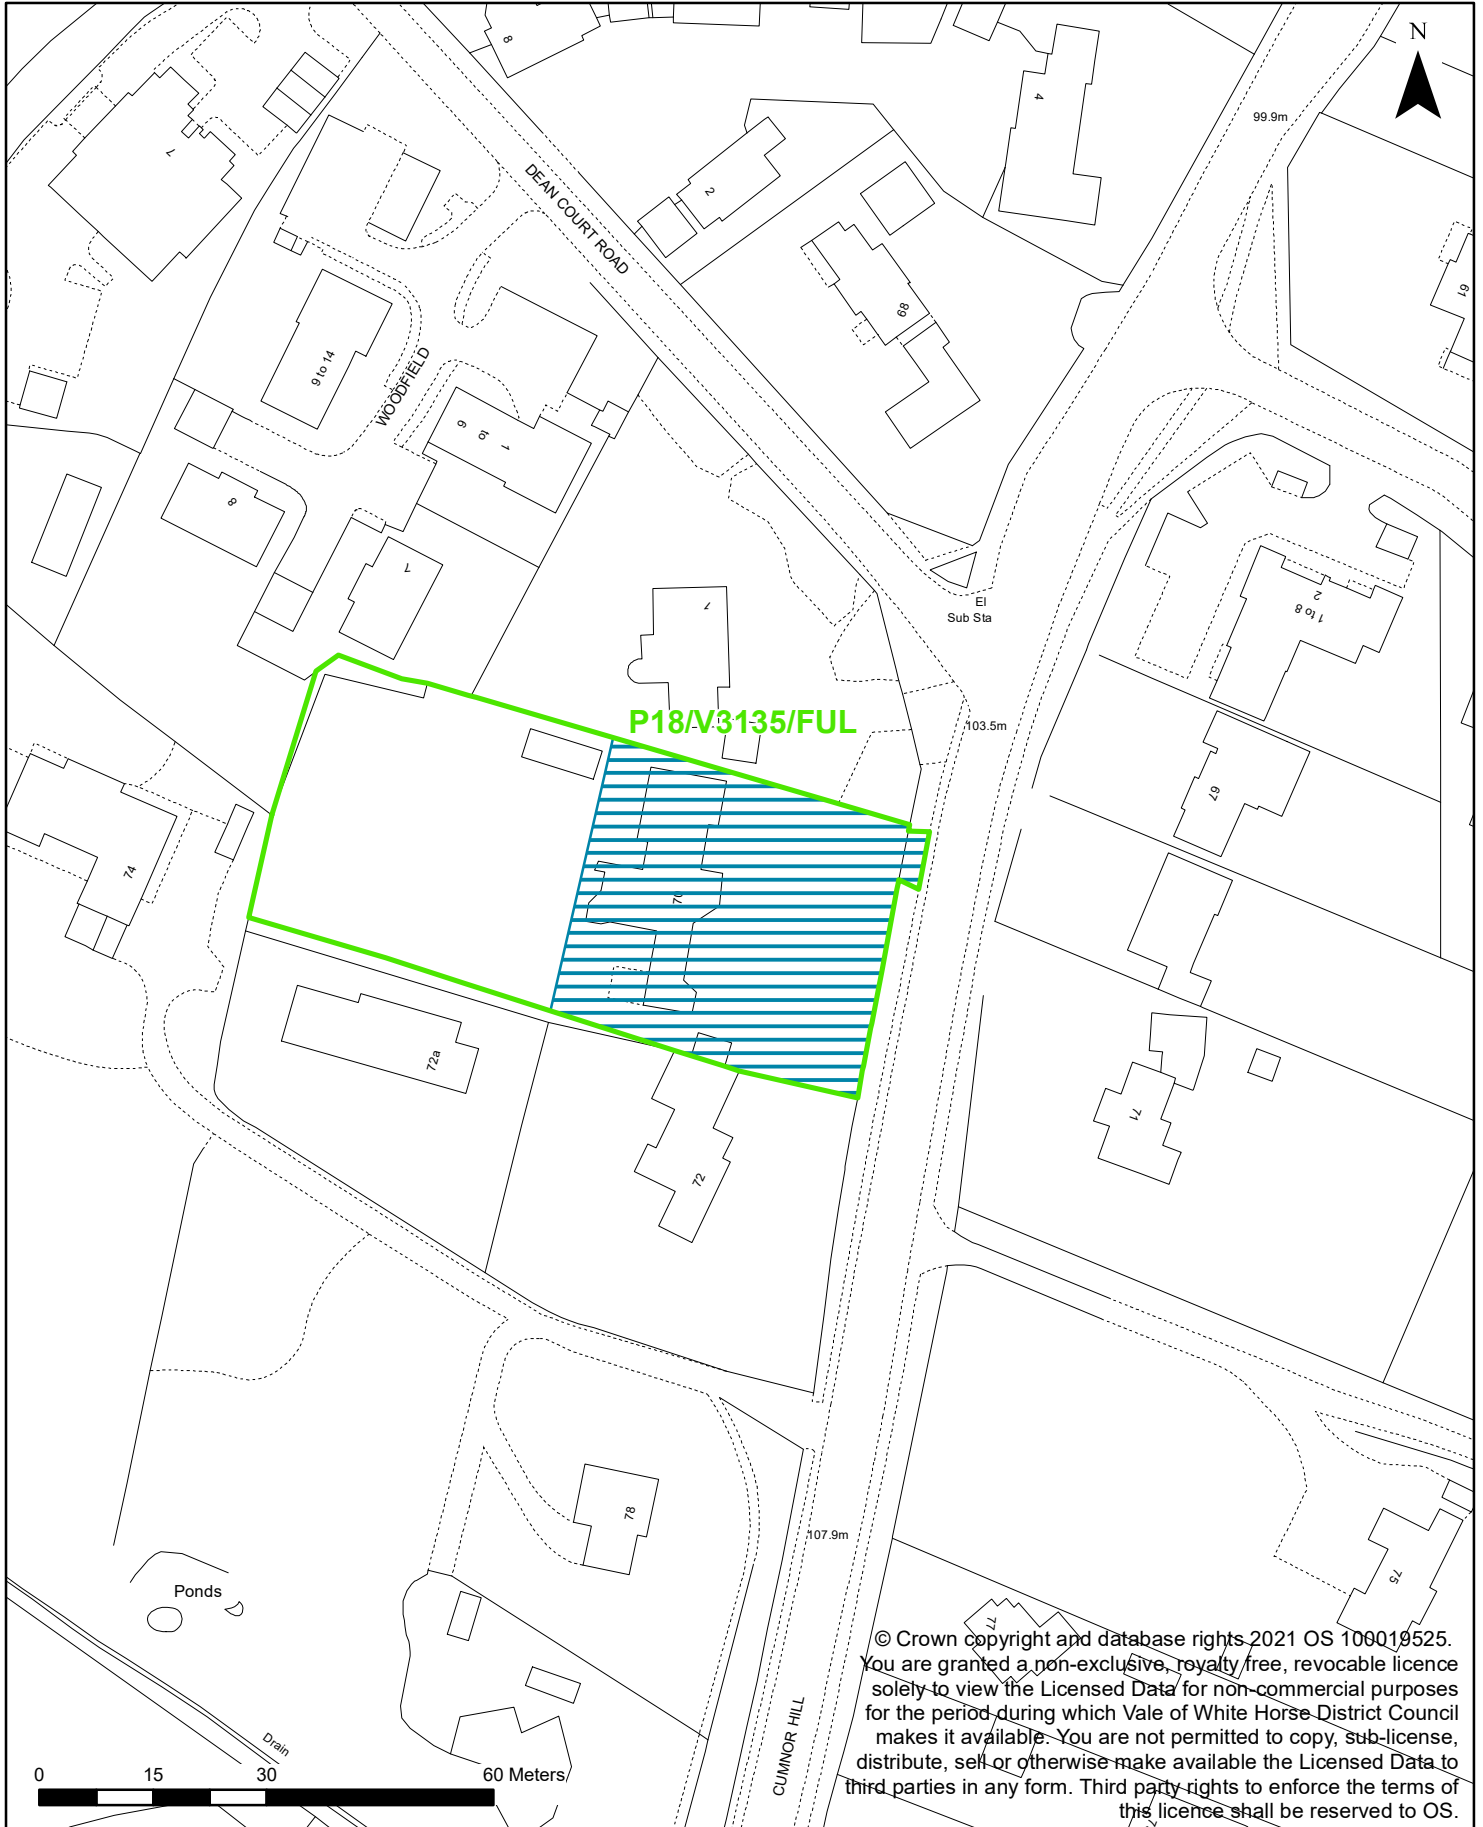 N
8
4
99.9m
7
2
DEAN COURT ROAD
68
61
9 to 14
WOODFIELD
1
to
6
8
1
1
El
Sub Sta
2
1 to 8
P18/V3135/FUL
103.5m
67
74
70
72a
71
72
78
107.9m
75
Ponds
77
Drain
CUMNOR HILL
0 15 30 60 Meters
© Crown copyright and database rights 2021 OS 100019525.
You are granted a non-exclusive, royalty free, revocable licence
solely to view the Licensed Data for non-commercial purposes
for the period during which Vale of White Horse District Council
makes it available. You are not permitted to copy, sub-license,
distribute, sell or otherwise make available the Licensed Data to
third parties in any form. Third party rights to enforce the terms of
this licence shall be reserved to OS.